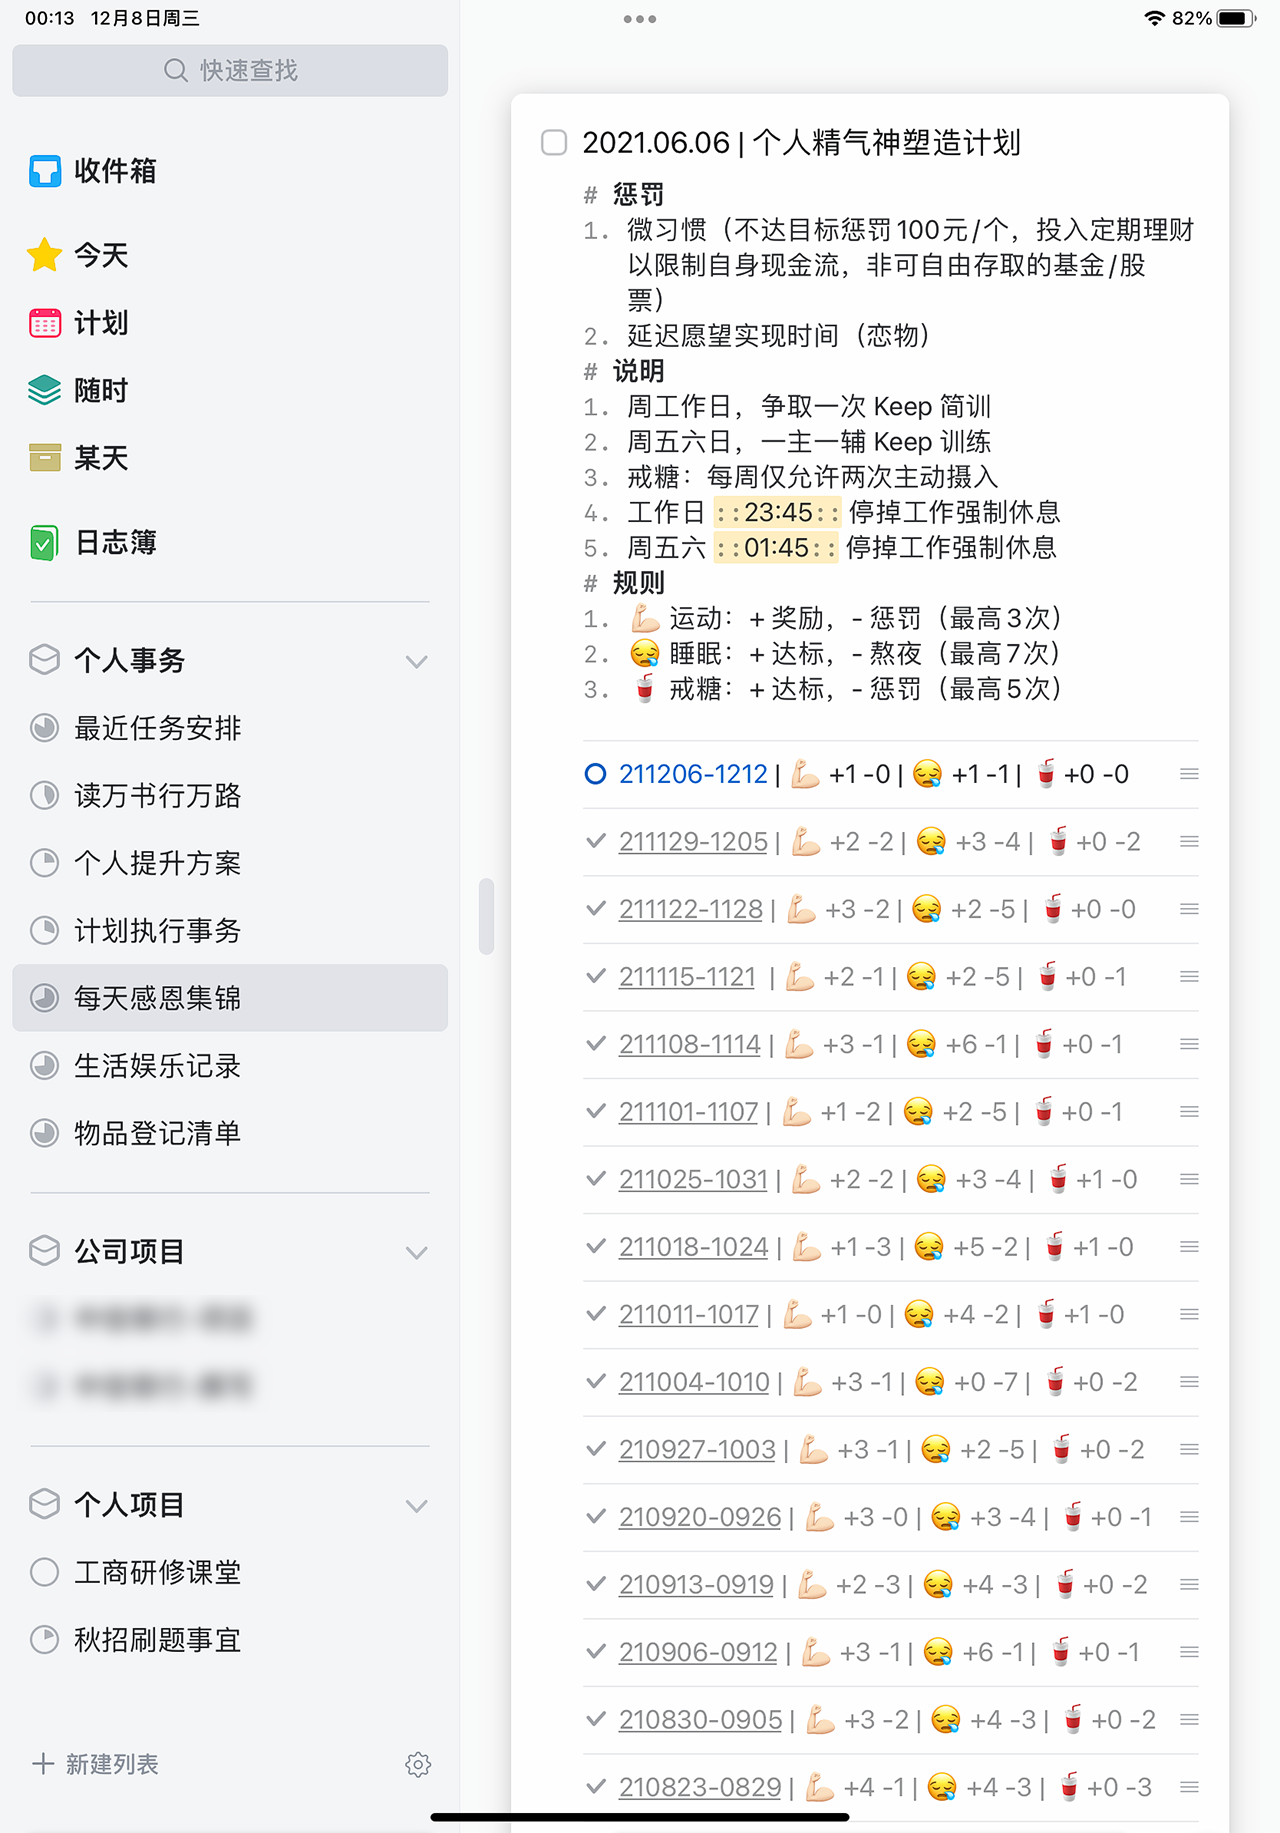 00:13 12月8日周三
82%
快速查找
收件箱
今天
计划
随时
某天
日志簿
个人事务
最近任务安排
读万书行万路
个人提升方案
计划执行事务
每天感恩集锦
生活娱乐记录
物品登记清单
公司项目
个人项目
工商研修课堂
秋招刷题事宜
新建列表
2021.06.06 | 个人精气神塑造计划
# 惩罚
1. 微习惯（不达目标惩罚100元/个，投入定期理财
以限制自身现金流，非可自由存取的基金/股
票）
2. 延迟愿望实现时间（恋物）
# 说明
1. 周工作日，争取一次 Keep 简训
2. 周五六日，一主一辅 Keep 训练
3. 戒糖：每周仅允许两次主动摄入
4. 工作日 ::23:45:: 停掉工作强制休息
5. 周五六 ::01:45:: 停掉工作强制休息
# 规则
1. 💪🏻 运动：+ 奖励，- 惩罚（最高3次）
2. 😪 睡眠：+ 达标，- 熬夜（最高7次）
3. 🥤 戒糖：+ 达标，- 惩罚（最高5次）
211206-1212 | 💪🏻 +1 -0 | 😪 +1 -1 | 🥤 +0 -0
211129-1205 | 💪🏻 +2 -2 | 😪 +3 -4 | 🥤 +0 -2
211122-1128 | 💪🏻 +3 -2 | 😪 +2 -5 | 🥤 +0 -0
211115-1121 | 💪🏻 +2 -1 | 😪 +2 -5 | 🥤 +0 -1
211108-1114 | 💪🏻 +3 -1 | 😪 +6 -1 | 🥤 +0 -1
211101-1107 | 💪🏻 +1 -2 | 😪 +2 -5 | 🥤 +0 -1
211025-1031 | 💪🏻 +2 -2 | 😪 +3 -4 | 🥤 +1 -0
211018-1024 | 💪🏻 +1 -3 | 😪 +5 -2 | 🥤 +1 -0
211011-1017 | 💪🏻 +1 -0 | 😪 +4 -2 | 🥤 +1 -0
211004-1010 | 💪🏻 +3 -1 | 😪 +0 -7 | 🥤 +0 -2
210927-1003 | 💪🏻 +3 -1 | 😪 +2 -5 | 🥤 +0 -2
210920-0926 | 💪🏻 +3 -0 | 😪 +3 -4 | 🥤 +0 -1
210913-0919 | 💪🏻 +2 -3 | 😪 +4 -3 | 🥤 +0 -2
210906-0912 | 💪🏻 +3 -1 | 😪 +6 -1 | 🥤 +0 -1
210830-0905 | 💪🏻 +3 -2 | 😪 +4 -3 | 🥤 +0 -2
210823-0829 | 💪🏻 +4 -1 | 😪 +4 -3 | 🥤 +0 -3